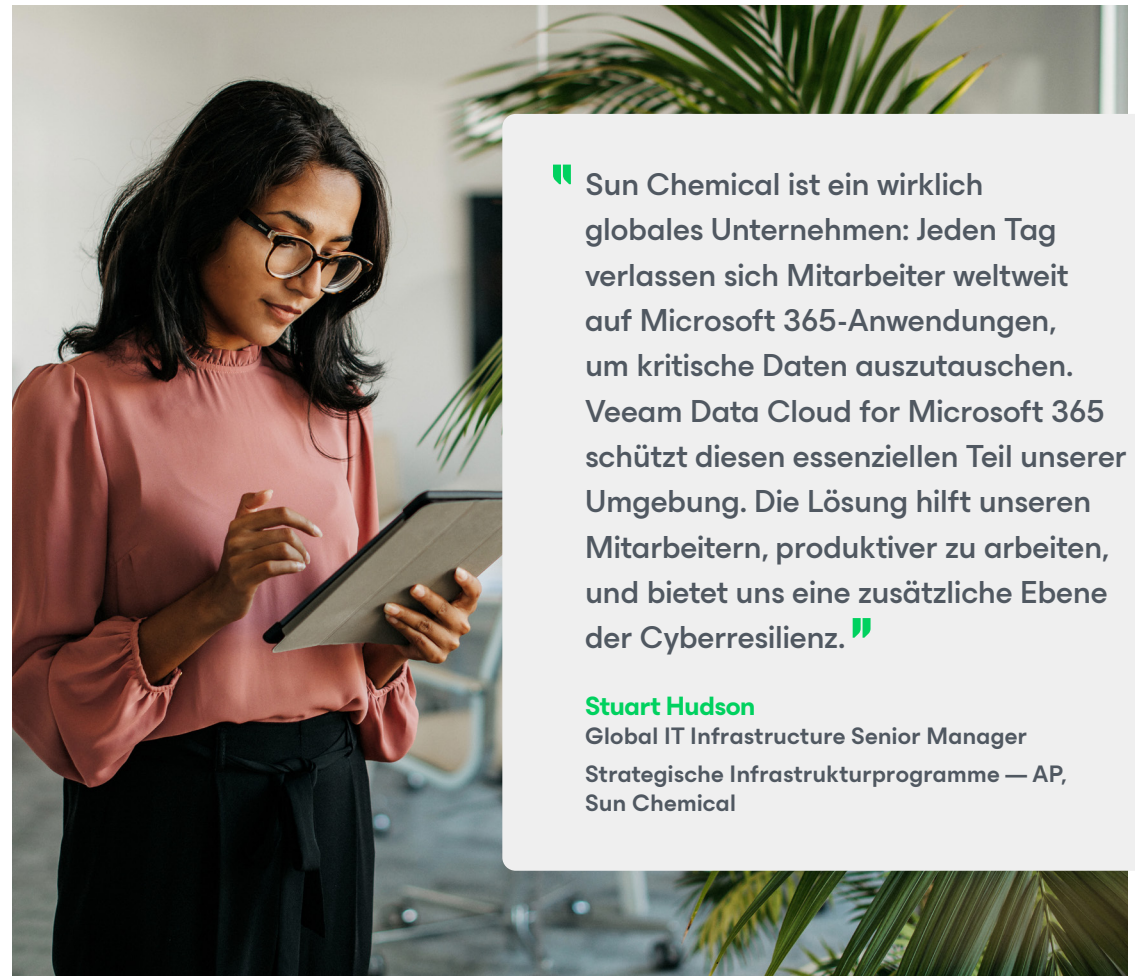 " Sun Chemical ist ein wirklich
globales Unternehmen: Jeden Tag
verlassen sich Mitarbeiter weltweit
auf Microsoft 365-Anwendungen,
um kritische Daten auszutauschen.
Veeam Data Cloud for Microsoft 365
schützt diesen essenziellen Teil unserer
Umgebung. Die Lösung hilft unseren
Mitarbeitern, produktiver zu arbeiten,
und bietet uns eine zusätzliche Ebene
der Cyberresilienz. "
Stuart Hudson
Global IT Infrastructure Senior Manager
Strategische Infrastrukturprogramme — AP,
Sun Chemical